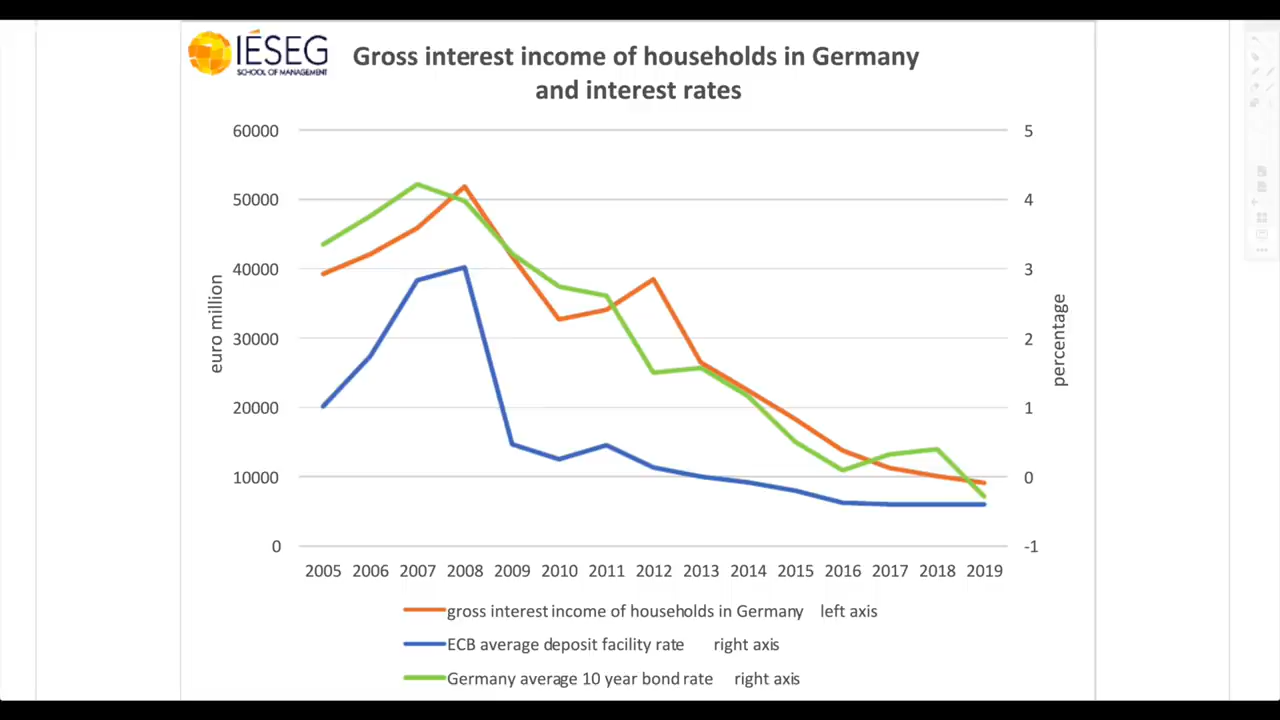 IÉSEG
SCHOOL OF MANAGEMENT
Gross interest income of households in Germany
and interest rates
60000
50000
40000
30000
20000
10000
0
euro million
5
4
3
2
1
0
-1
percentage
2005 2006 2007 2008 2009 2010 2011 2012 2013 2014 2015 2016 2017 2018 2019
gross interest income of households in Germany left axis
ECB average deposit facility rate right axis
Germany average 10 year bond rate right axis